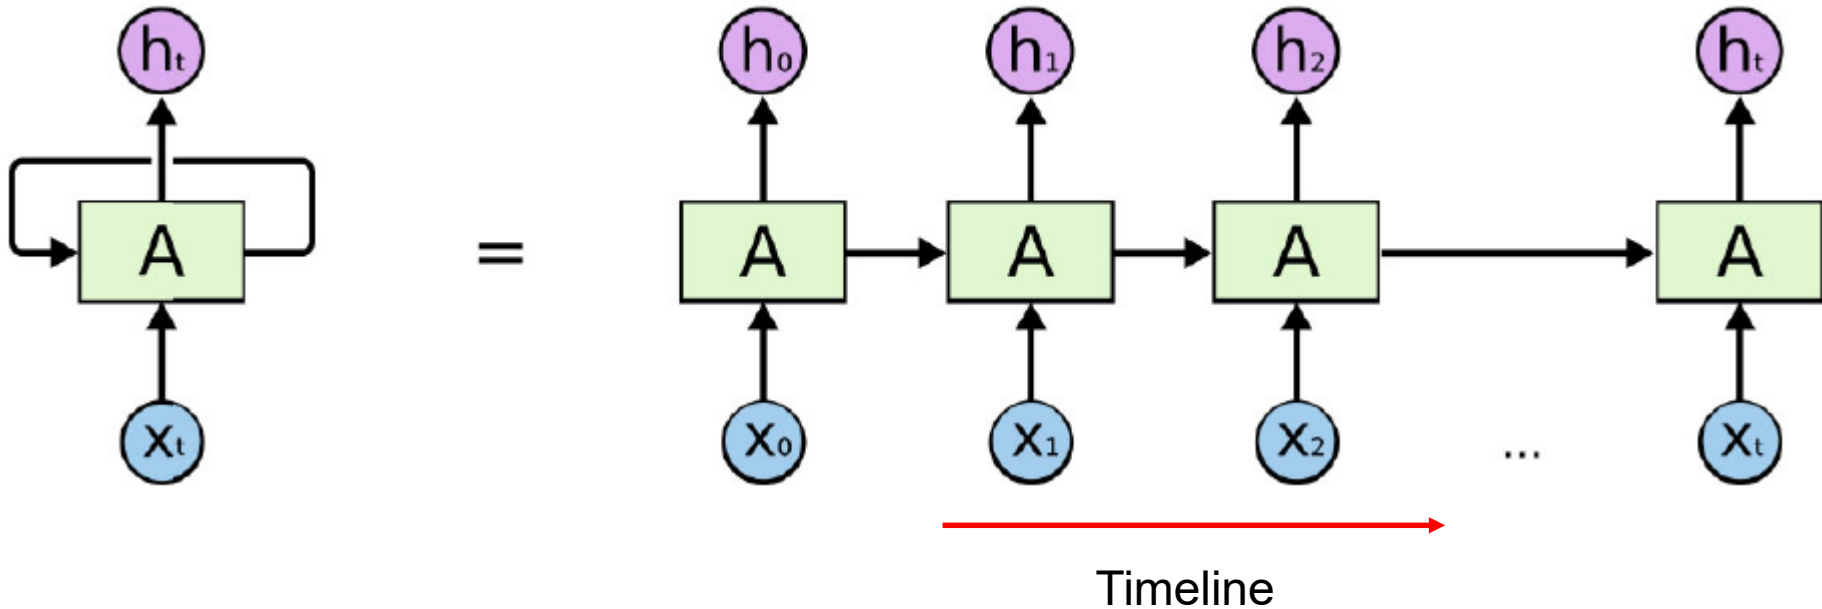 hₜ h₀ h₁ h₂ hₜ
A = A A A A
xₜ x₀ x₁ x₂ ... xₜ
Timeline